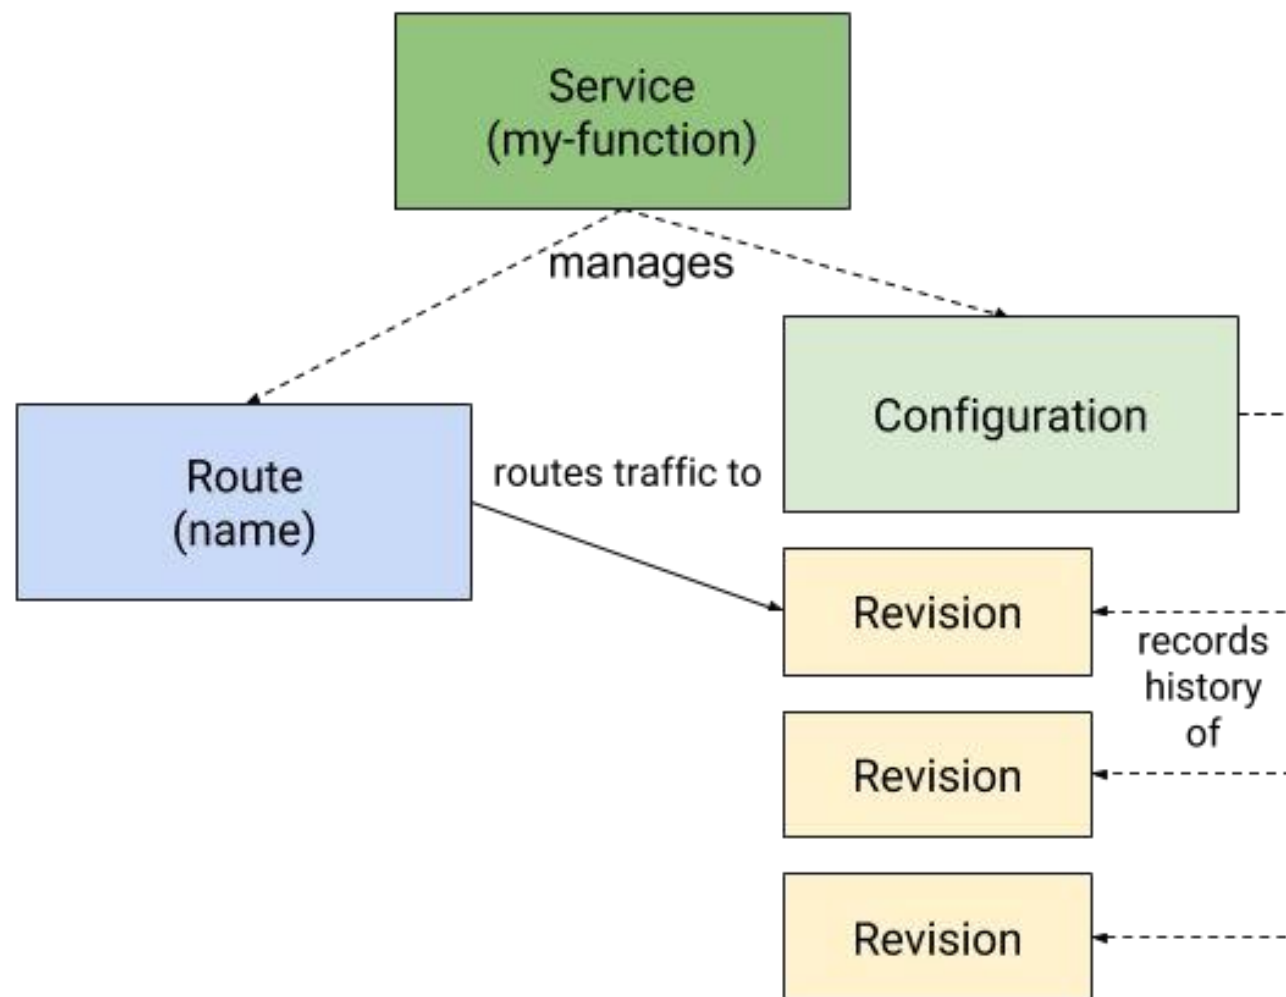 Service
(my-function)
manages
Configuration
Route
(name)
routes traffic to
Revision
records
history
of
Revision
Revision